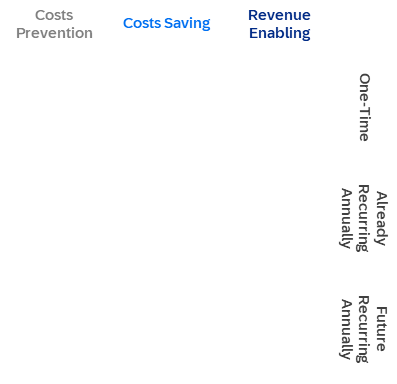 Costs
Prevention
Costs Saving
Revenue
Enabling
One-Time
Already
Recurring
Annually
Future
Recurring
Annually